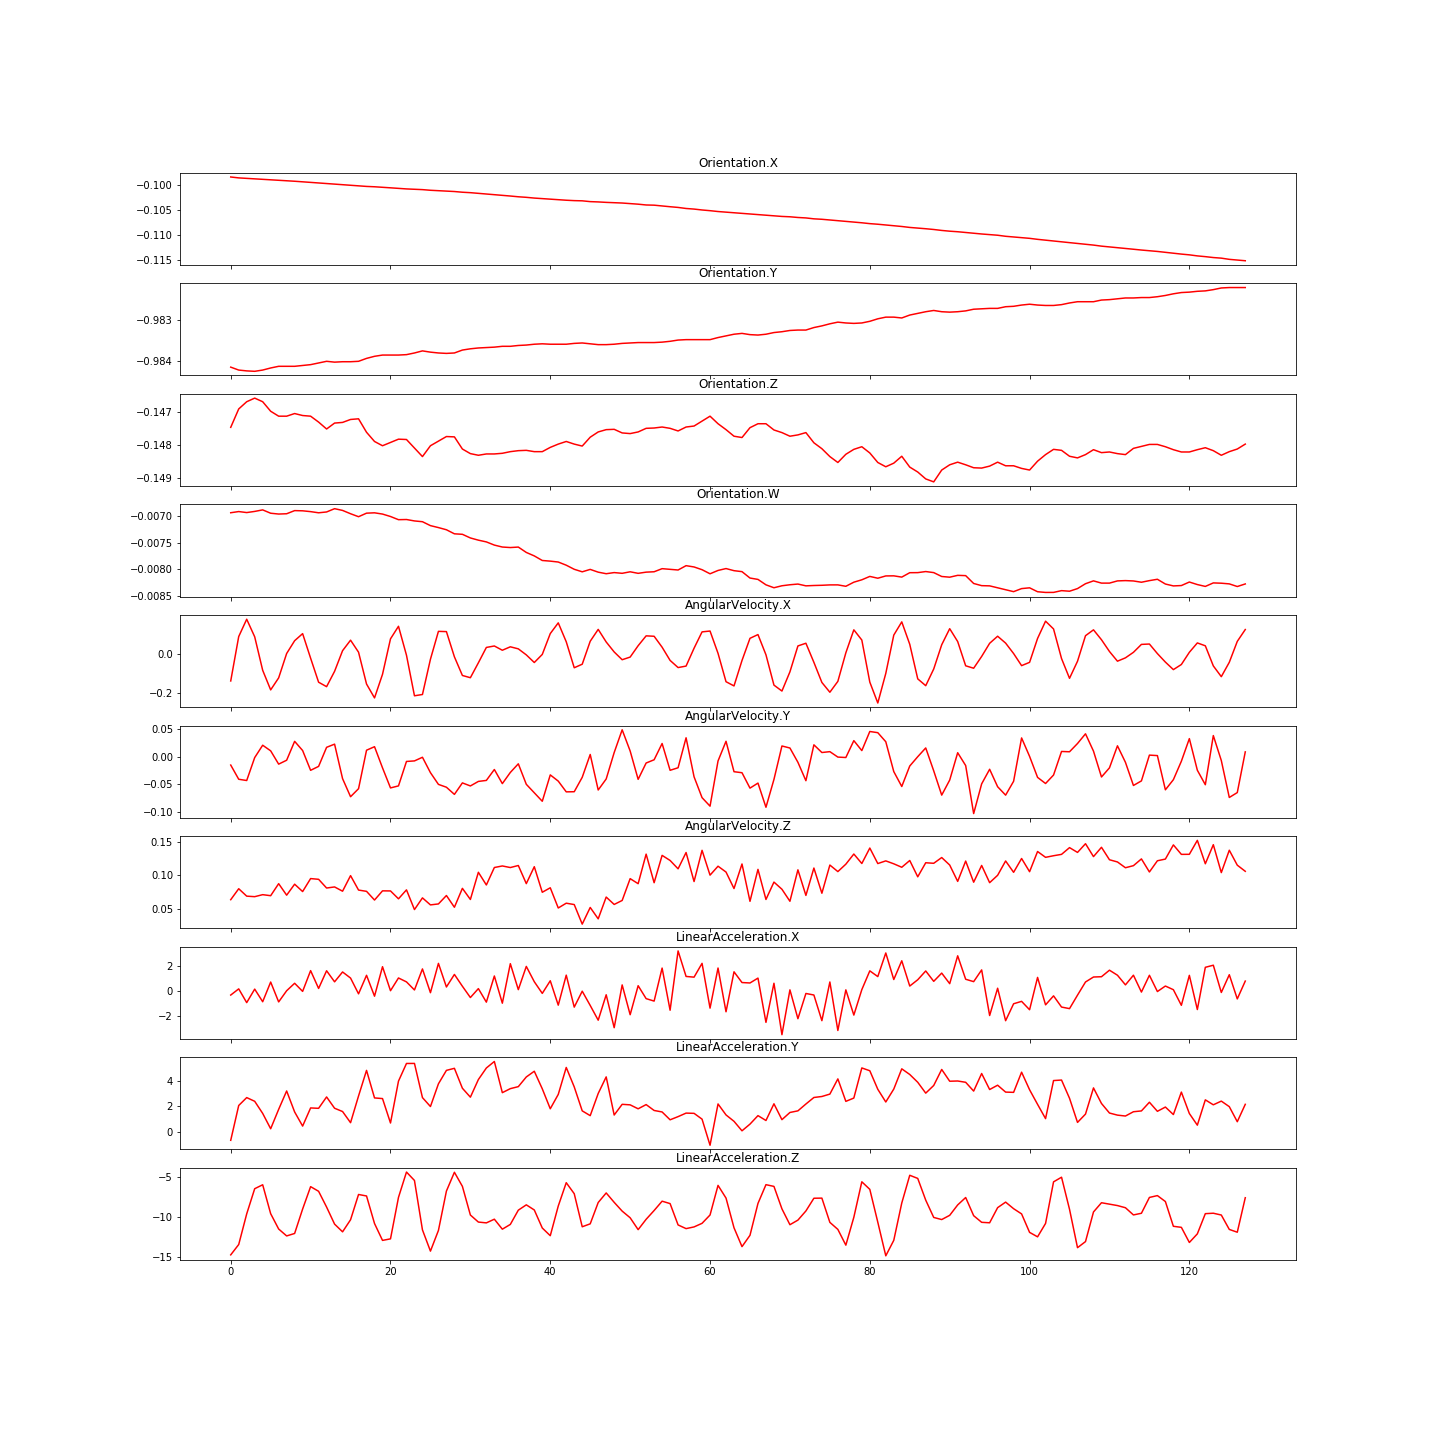 Orientation.X
−0.100
−0.105
−0.110
−0.115
Orientation.Y
−0.983
−0.984
Orientation.Z
−0.147
−0.148
−0.149
Orientation.W
−0.0070
−0.0075
−0.0080
−0.0085
AngularVelocity.X
0.0
−0.2
AngularVelocity.Y
0.05
0.00
−0.05
−0.10
AngularVelocity.Z
0.15
0.10
0.05
LinearAcceleration.X
2
0
−2
LinearAcceleration.Y
4
2
0
LinearAcceleration.Z
−5
−10
−15
0 20 40 60 80 100 120